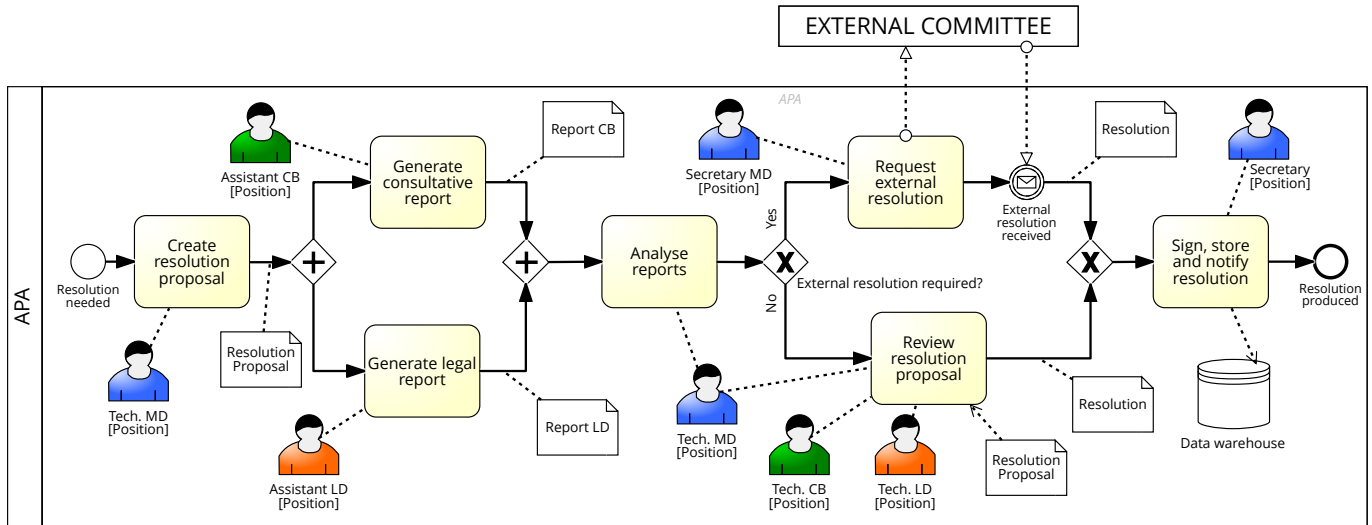 EXTERNAL COMMITTEE
APA
APA
Assistant CB
[Position]
Generate
consultative
report
Report CB
Secretary MD
[Position]
Request
external
resolution
External
resolution
received
Resolution
Secretary
[Position]
Resolution
needed
Create
resolution
proposal
Analyse
reports
Yes
No
External resolution required?
Sign, store
and notify
resolution
Resolution
produced
Tech. MD
[Position]
Resolution
Proposal
Generate legal
report
Assistant LD
[Position]
Report LD
Tech. MD
[Position]
Review
resolution
proposal
Tech. CB
[Position]
Tech. LD
[Position]
Resolution
Proposal
Resolution
Data warehouse